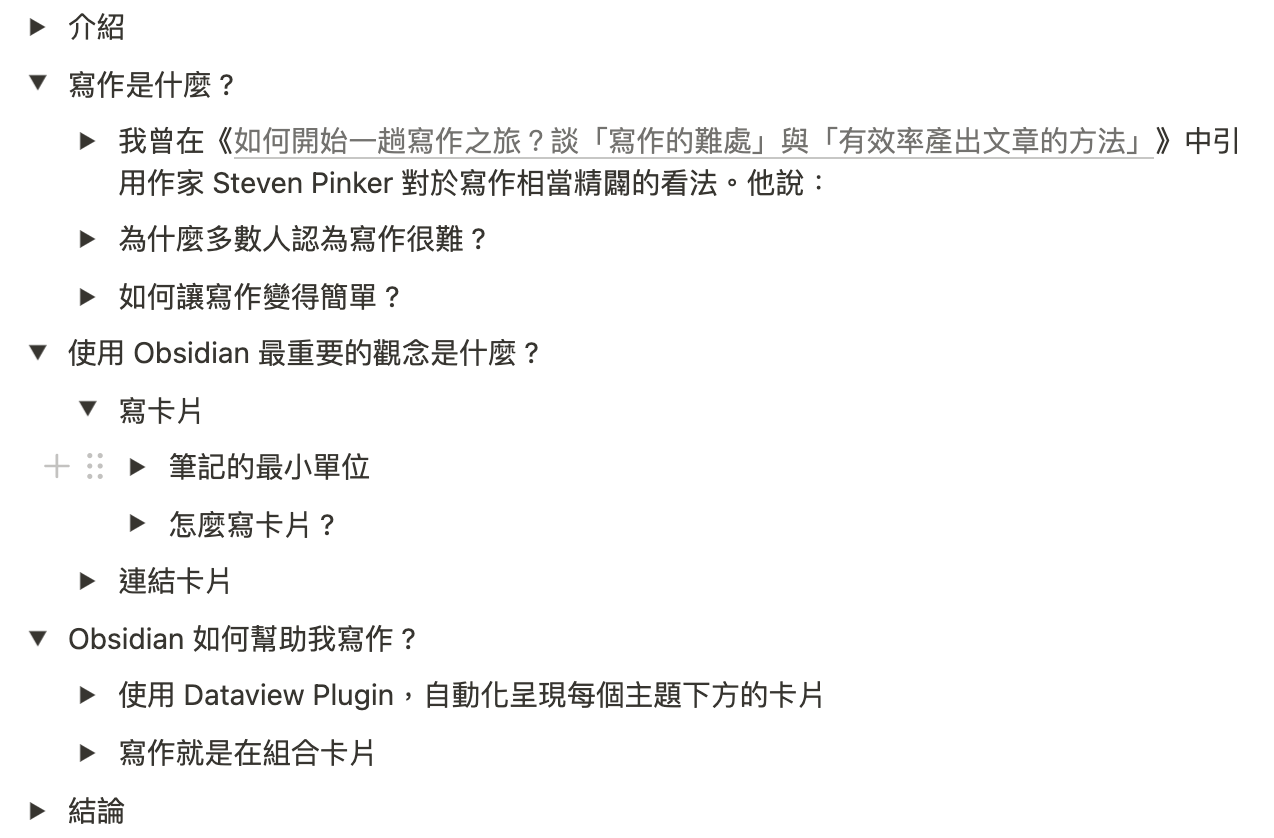 介紹
寫作是什麼？
我曾在《如何開始一趟寫作之旅？談「寫作的難處」與「有效率產出文章的方法」》中引
用作家 Steven Pinker 對於寫作相當精闢的看法。他說：
為什麼多數人認為寫作很難？
如何讓寫作變得簡單？
使用 Obsidian 最重要的觀念是什麼？
寫卡片
筆記的最小單位
怎麼寫卡片？
連結卡片
Obsidian 如何幫助我寫作？
使用 Dataview Plugin，自動化呈現每個主題下方的卡片
寫作就是在組合卡片
結論